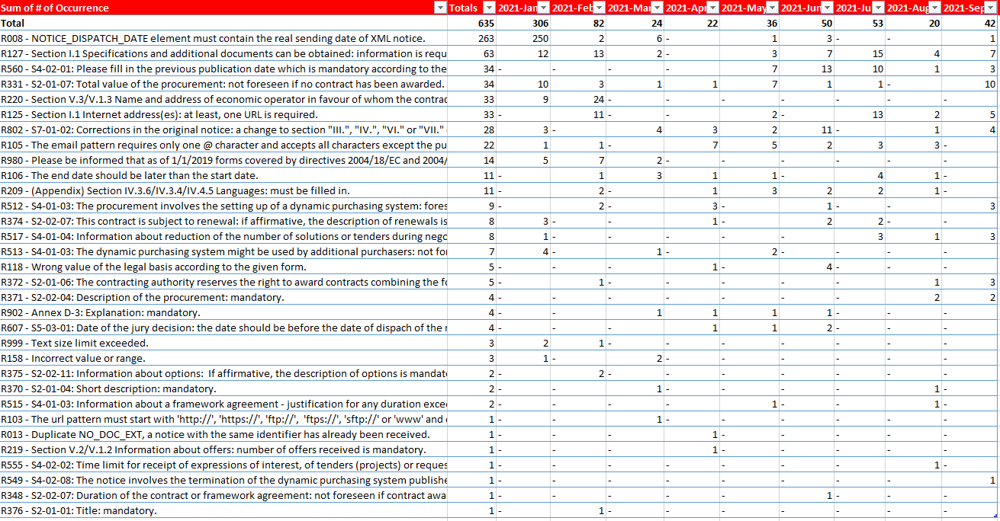 Sum of # of Occurrence Totals 2021-Jan 2021-Feb 2021-Mar 2021-Apr 2021-May 2021-Jun 2021-Ju 2021-Aug 2021-Sep
Total 635 306 82 24 22 36 50 53 20 42
R008 - NOTICE_DISPATCH_DATE element must contain the real sending date of XML notice. 263 250 2 6 - 1 3 - - 1
R127 - Section I.1 Specifications and additional documents can be obtained: information is requ 63 12 13 2 - 3 7 15 4 7
R560 - S4-02-01: Please fill in the previous publication date which is mandatory according to the 34 - - - - 7 13 10 1 3
R331 - S2-01-07: Total value of the procurement: not foreseen if no contract has been awarded. 34 10 3 1 1 7 1 1 - 10
R220 - Section V.3/V.1.3 Name and address of economic operator in favour of whom the contrac 33 9 24 - - - - - - -
R125 - Section I.1 Internet address(es): at least, one URL is required. 33 - 11 - - 2 - 13 2 5
R802 - S7-01-02: Corrections in the original notice: a change to section "III.", "IV.", "VI." or "VII." 28 3 - 4 3 2 11 - 1 4
R105 - The email pattern requires only one @ character and accepts all characters except the pu 22 1 1 - 7 5 2 3 3 -
R980 - Please be informed that as of 1/1/2019 forms covered by directives 2004/18/EC and 2004/ 14 5 7 2 - - - - - -
R106 - The end date should be later than the start date. 11 - 1 3 1 1 - 4 1 -
R209 - (Appendix) Section IV.3.6/IV.3.4/IV.4.5 Languages: must be filled in. 11 - 2 - 1 3 2 2 1 -
R512 - S4-01-03: The procurement involves the setting up of a dynamic purchasing system: fores 9 - 2 - 3 - 1 - - 3
R374 - S2-02-07: This contract is subject to renewal: if affirmative, the description of renewals is 8 3 - - 1 - 2 2 - -
R517 - S4-01-04: Information about reduction of the number of solutions or tenders during nego 8 1 - - - - - 3 1 3
R513 - S4-01-03: The dynamic purchasing system might be used by additional purchasers: not for 7 4 - 1 - 2 - - - -
R118 - Wrong value of the legal basis according to the given form. 5 - - - 1 - 4 - - -
R372 - S2-01-06: The contracting authority reserves the right to award contracts combining the fo 5 - 1 - - - - - 1 3
R371 - S2-02-04: Description of the procurement: mandatory. 4 - - - - - - - 2 2
R902 - Annex D-3: Explanation: mandatory. 4 - - 1 1 1 1 - - -
R607 - S5-03-01: Date of the jury decision: the date should be before the date of dispach of the n 4 - - - 1 1 2 - - -
R999 - Text size limit exceeded. 3 2 1 - - - - - - -
R158 - Incorrect value or range. 3 1 - 2 - - - - - -
R375 - S2-02-11: Information about options:  If affirmative, the description of options is mandat 2 - 2 - - - - - - -
R370 - S2-01-04: Short description: mandatory. 2 - - 1 - - - - 1 -
R515 - S4-01-03: Information about a framework agreement - justification for any duration excee 2 - - - - 1 - - 1 -
R103 - The url pattern must start with 'http://', 'https://', 'ftp://',  'ftps://', 'sftp://' or 'www' and 1 - - 1 - - - - - -
R013 - Duplicate NO_DOC_EXT, a notice with the same identifier has already been received. 1 - - - 1 - - - - -
R219 - Section V.2/V.1.2 Information about offers: number of offers received is mandatory. 1 - - - 1 - - - - -
R555 - S4-02-02: Time limit for receipt of expressions of interest, of tenders (projects) or reques 1 - - - - - - - 1 -
R549 - S4-02-08: The notice involves the termination of the dynamic purchasing system publishe 1 - - - - - - - - 1
R348 - S2-02-07: Duration of the contract or framework agreement: not foreseen if contract awa 1 - - - - - 1 - - -
R376 - S2-01-01: Title: mandatory. 1 - 1 - - - - - - -